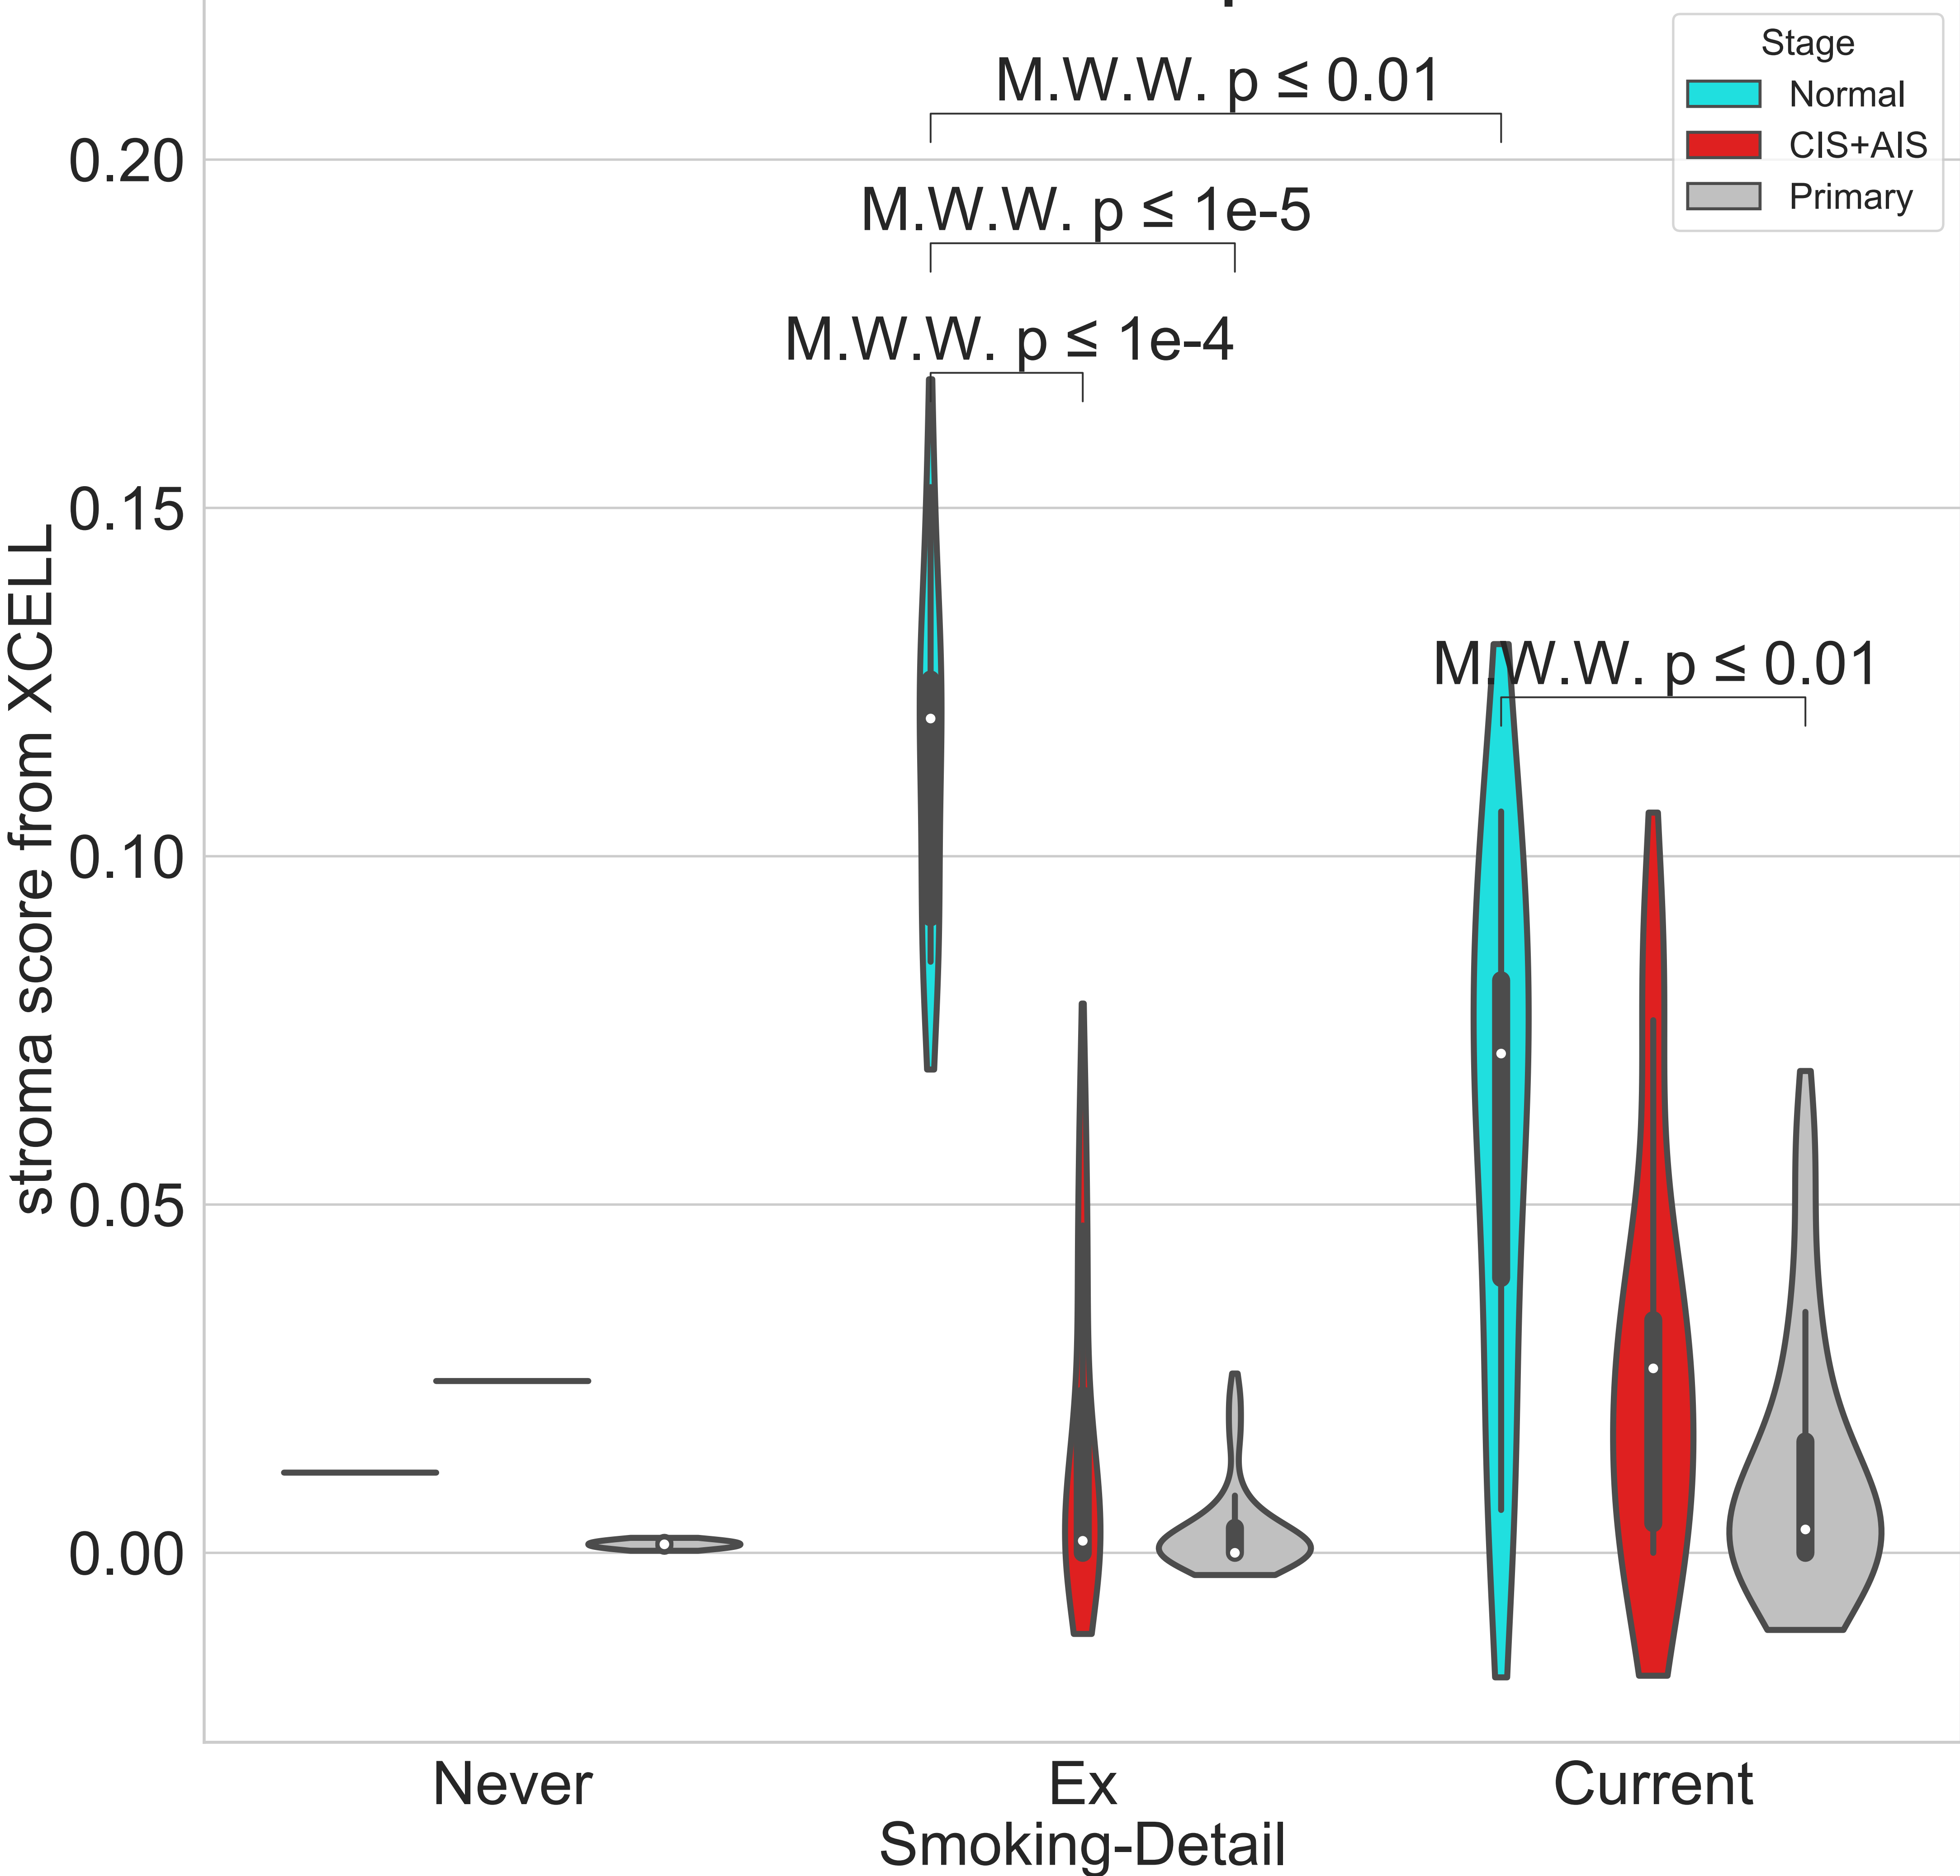 M.W.W. p ≤ 0.01
Stage
Normal
CIS+AIS
Primary
0.20
M.W.W. p ≤ 1e-5
M.W.W. p ≤ 1e-4
0.15
M.W.W. p ≤ 0.01
0.10
0.05
0.00
stroma score from XCELL
Never
Ex
Current
Smoking-Detail